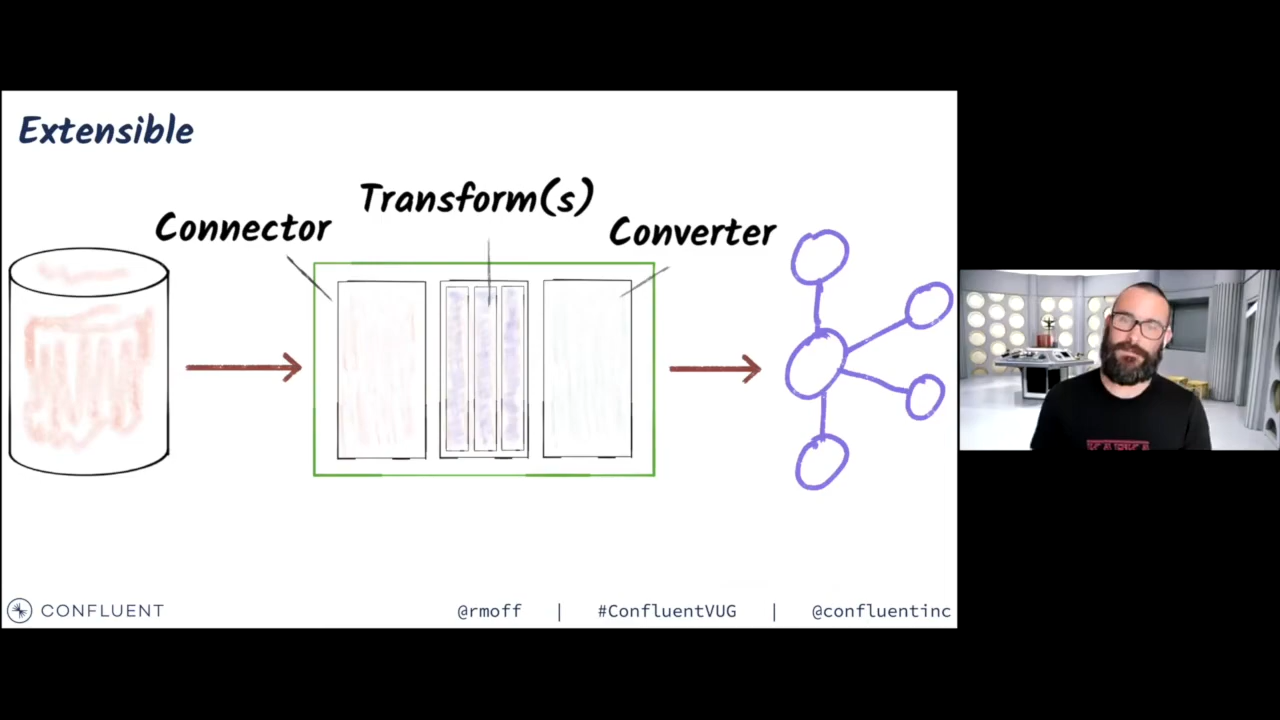 Extensible
Transform(s)
Connector
Converter
CONFLUENT
@rmoff | #ConfluentVUG | @confluentinc